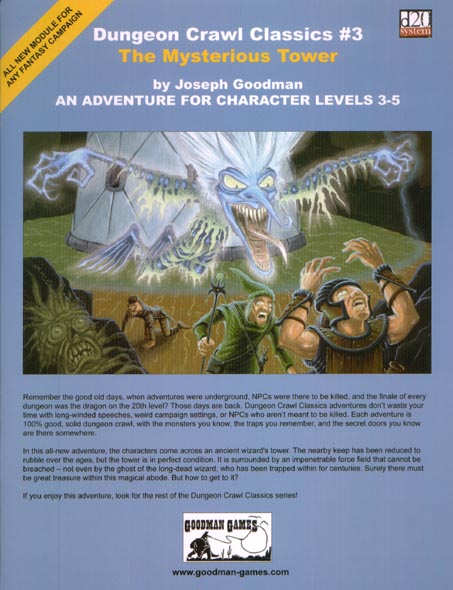 ALL NEW MODULE FOR
ANY FANTASY CAMPAIGN
d20
system
Dungeon Crawl Classics #3
The Mysterious Tower
by Joseph Goodman
AN ADVENTURE FOR CHARACTER LEVELS 3-5
Remember the good old days, when adventures were underground, NPCs were there to be killed, and the finale of every
dungeon was the dragon on the 20th level? Those days are back. Dungeon Crawl Classics adventures don't waste your
time with long-winded speeches, weird campaign settings, or NPCs who aren't meant to be killed. Each adventure is
100% good, solid dungeon crawl, with the monsters you know, the traps you remember, and the secret doors you know
are there somewhere.
In this all-new adventure, the characters come across an ancient wizard's tower. The nearby keep has been reduced to
rubble over the ages, but the tower is in perfect condition. It is surrounded by an impenetrable force field that cannot be
breached – not even by the ghost of the long-dead wizard, who has been trapped within for centuries. Surely there must
be great treasure within this magical abode. But how to get to it?
If you enjoy this adventure, look for the rest of the Dungeon Crawl Classics series!
GOODMAN GAMES
www.goodman-games.com